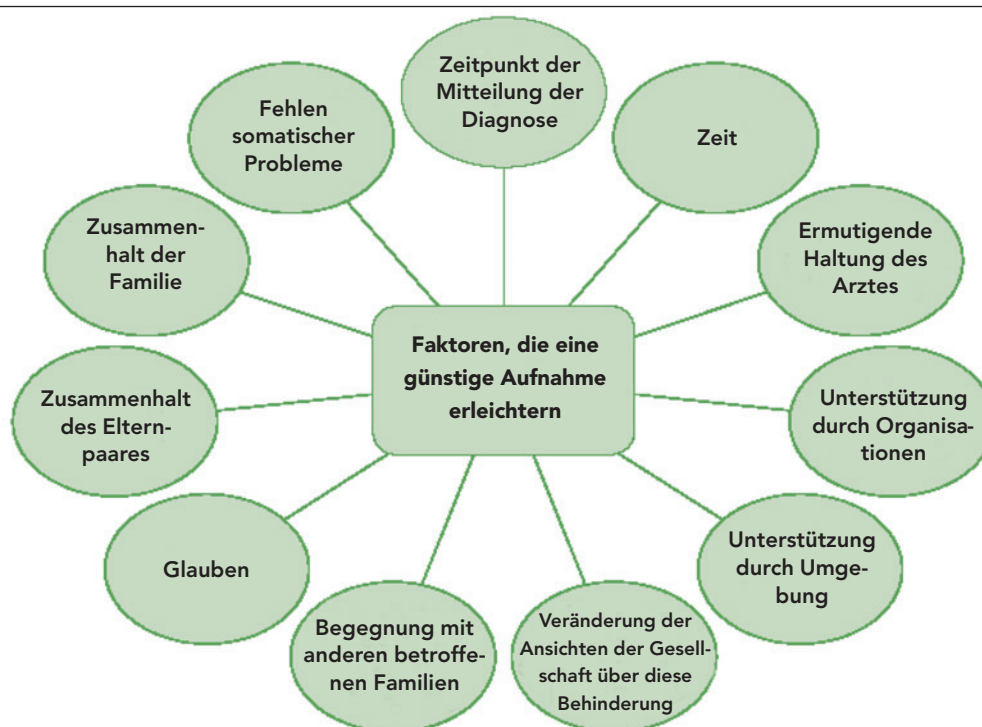 Zeitpunkt der
Mitteilung der
Diagnose
Zeit
Ermutigende
Haltung des
Arztes
Unterstützung
durch Organisa-
tionen
Unterstützung
durch Umge-
bung
Veränderung der
Ansichten der Gesell-
schaft über diese
Behinderung
Begegnung mit
anderen betroffe-
nen Familien
Glauben
Zusammenhalt
des Eltern-
paares
Zusammen-
halt der
Familie
Fehlen
somatischer
Probleme
Faktoren, die eine
günstige Aufnahme
erleichtern